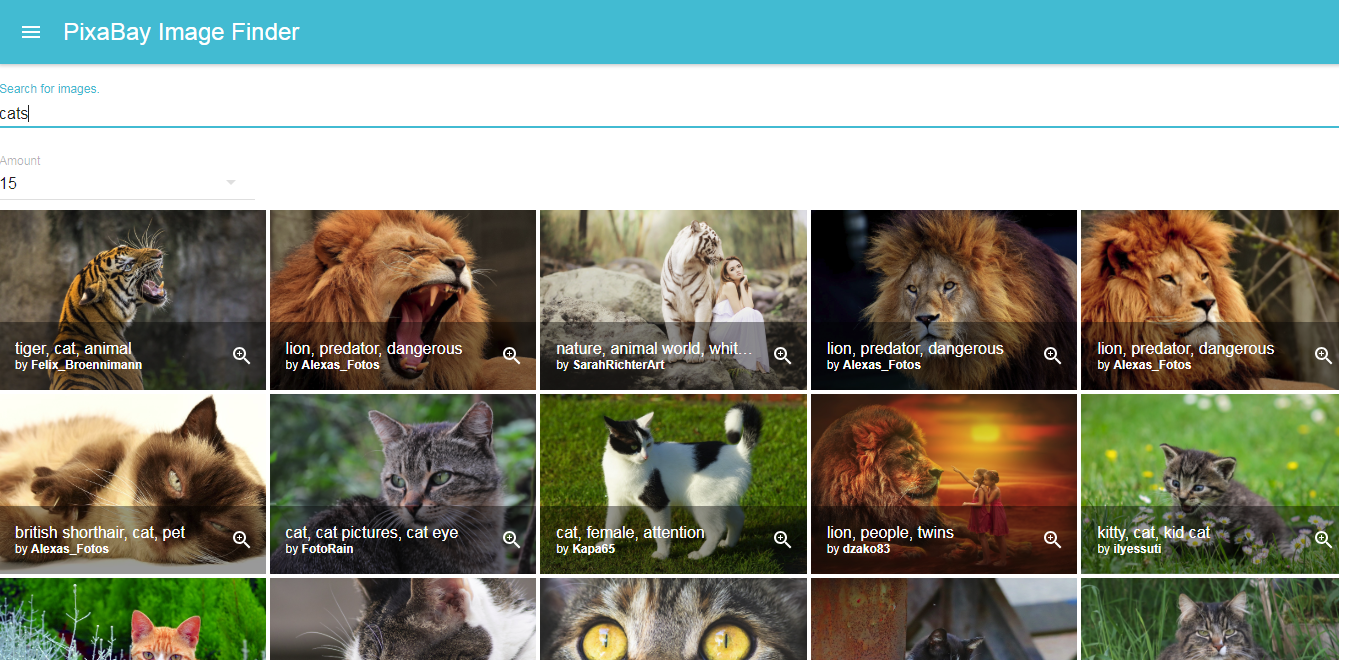 PixaBay Image Finder
Search for images.
cats
Amount
15
tiger, cat, animal
by Felix_Broennimann
lion, predator, dangerous
by Alexas_Fotos
nature, animal world, whit...
by SarahRichterArt
lion, predator, dangerous
by Alexas_Fotos
lion, predator, dangerous
by Alexas_Fotos
british shorthair, cat, pet
by Alexas_Fotos
cat, cat pictures, cat eye
by FotoRain
cat, female, attention
by Kapa65
lion, people, twins
by dzako83
kitty, cat, kid cat
by ilyessuti